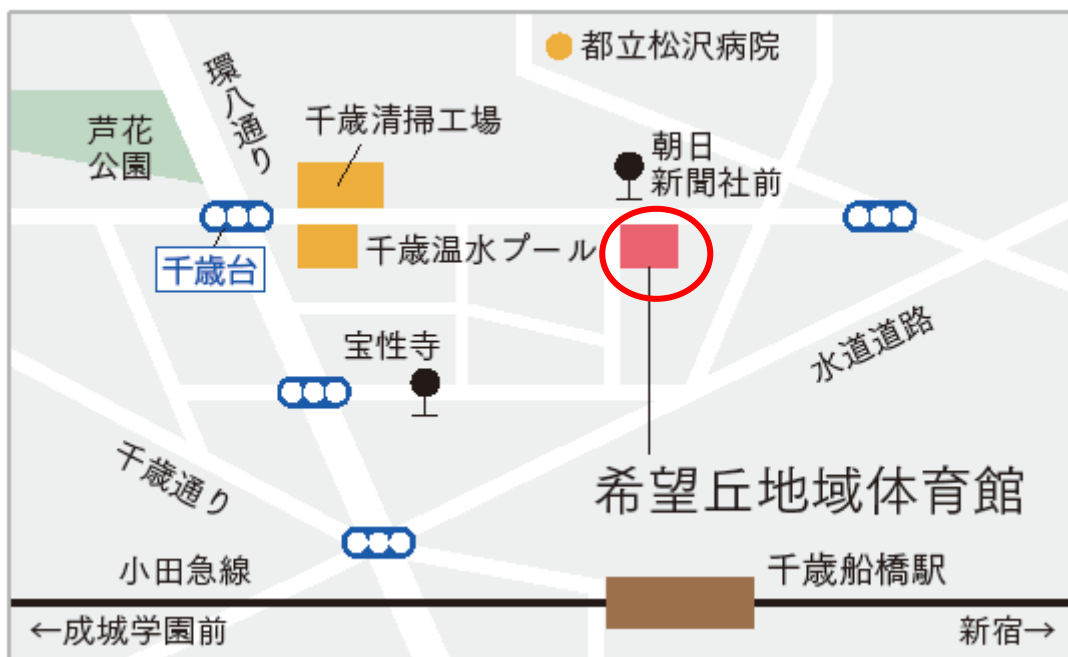 都立松沢病院
環八通り
千歳清掃工場
芦花
公園
朝日
新聞社前
千歳台
千歳温水プール
宝性寺
水道道路
千歳通り
希望丘地域体育館
小田急線
千歳船橋駅
←成城学園前
新宿→